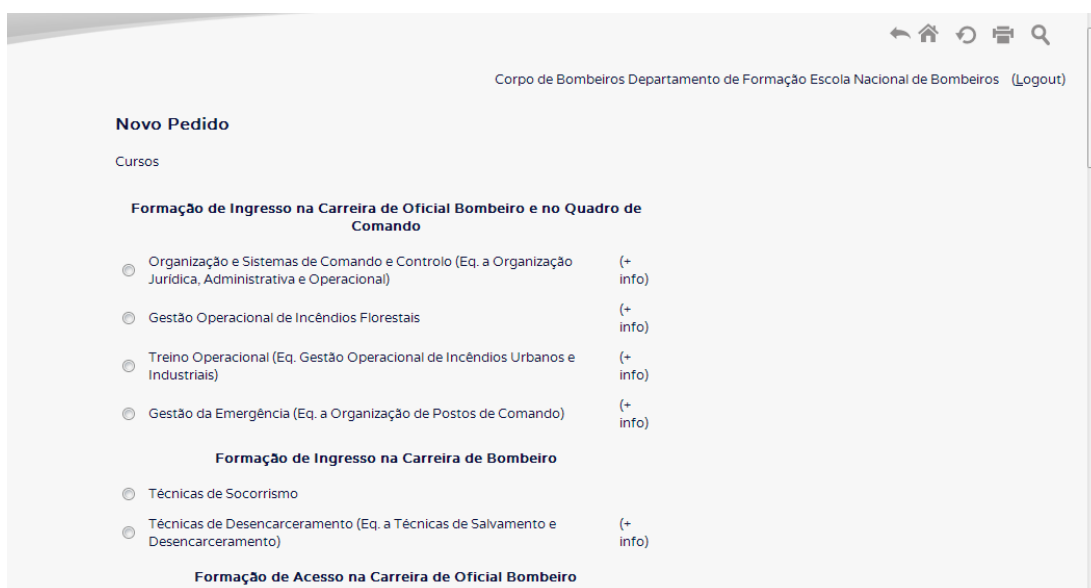 Corpo de Bombeiros Departamento de Formação Escola Nacional de Bombeiros (Logout)
Novo Pedido
Cursos
Formação de Ingresso na Carreira de Oficial Bombeiro e no Quadro de
Comando
Organização e Sistemas de Comando e Controlo (Eq. a Organização
Jurídica, Administrativa e Operacional)
(+
info)
Gestão Operacional de Incêndios Florestais
(+
info)
Treino Operacional (Eq. Gestão Operacional de Incêndios Urbanos e
Industriais)
(+
info)
Gestão da Emergência (Eq. a Organização de Postos de Comando)
(+
info)
Formação de Ingresso na Carreira de Bombeiro
Técnicas de Socorrismo
Técnicas de Desencarceramento (Eq. a Técnicas de Salvamento e
Desencarceramento)
(+
info)
Formação de Acesso na Carreira de Oficial Bombeiro